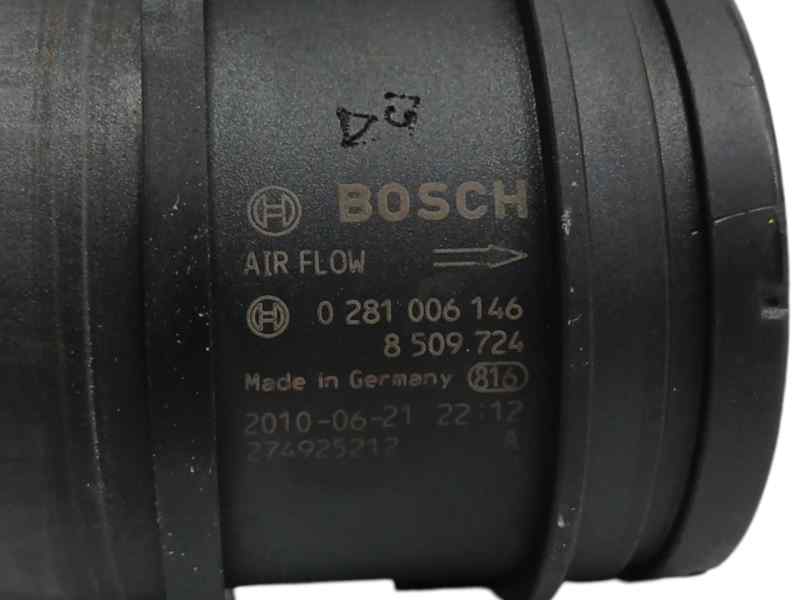 BOSCH
AIR FLOW
0 281 006 146
8 509.724
Made in Germany 816
2010-06-21 22:12
274925212 A